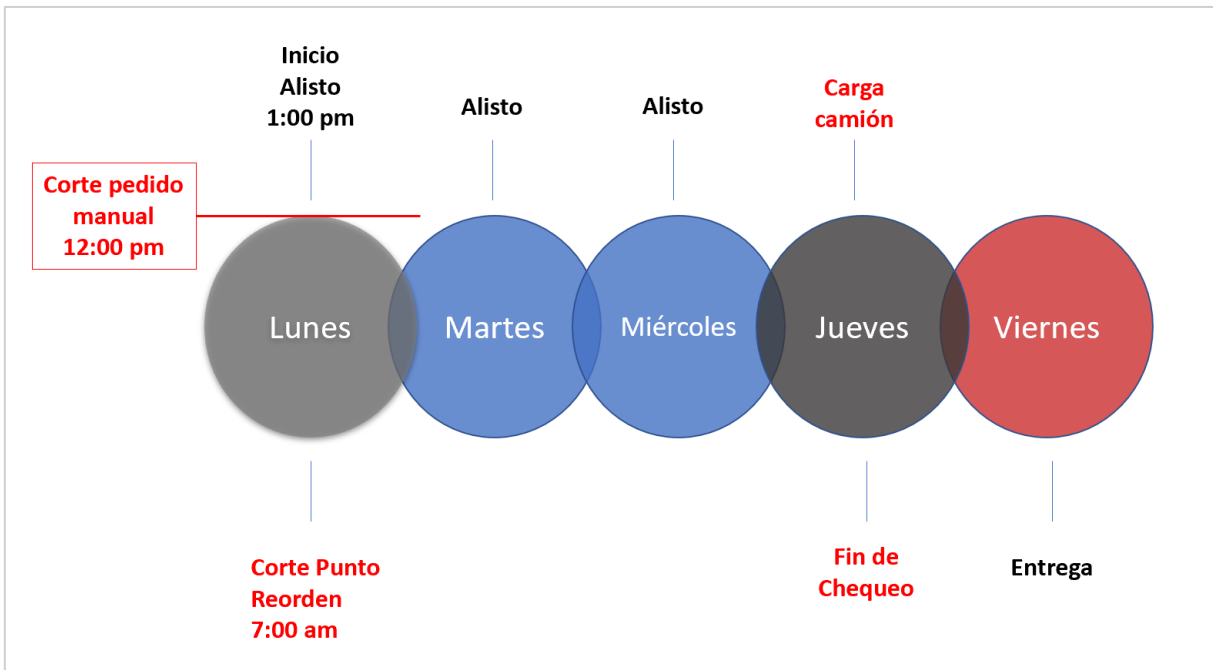 Inicio
Alisto
1:00 pm
Alisto
Alisto
Carga
camión
Corte pedido
manual
12:00 pm
Lunes
Martes
Miércoles
Jueves
Viernes
Corte Punto
Reorden
7:00 am
Fin de
Chequeo
Entrega